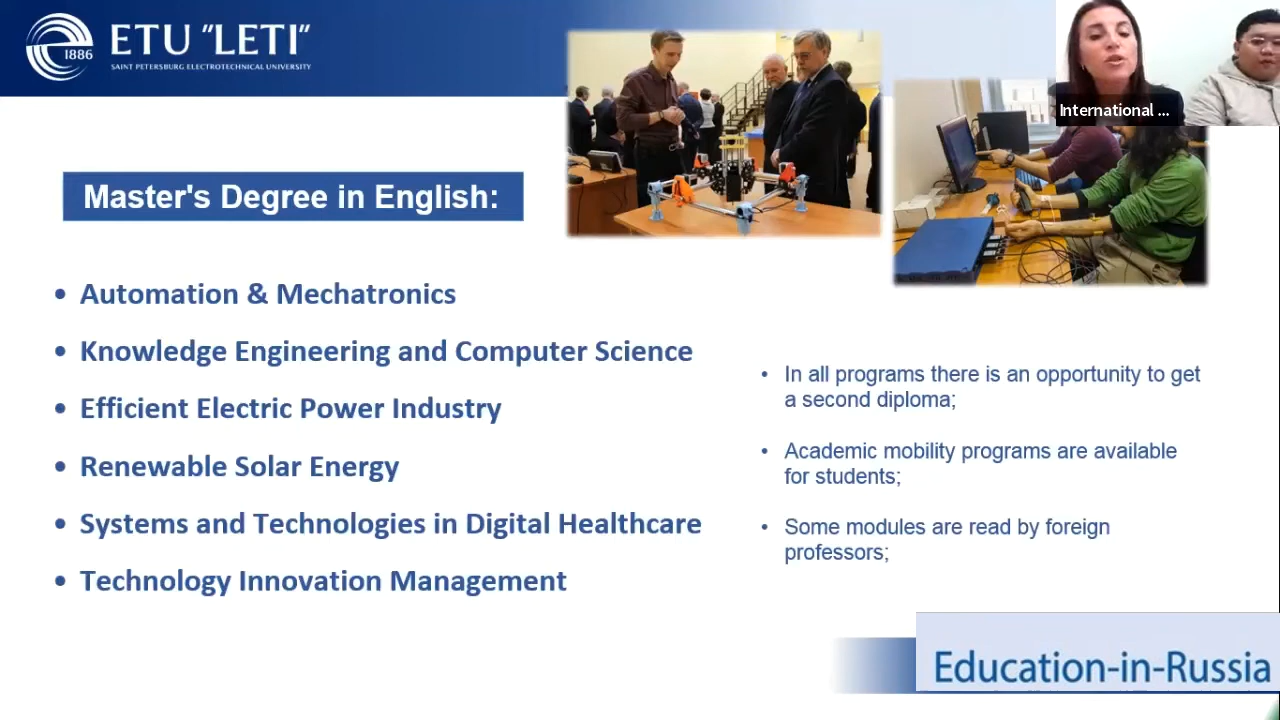 ETU "LETI"
1886
SAINT PETERSBURG ELECTROTECHNICAL UNIVERSITY
International ...
Master's Degree in English:
• Automation & Mechatronics
• Knowledge Engineering and Computer Science
• Efficient Electric Power Industry
• Renewable Solar Energy
• Systems and Technologies in Digital Healthcare
• Technology Innovation Management
• In all programs there is an opportunity to get
a second diploma;
• Academic mobility programs are available
for students;
• Some modules are read by foreign
professors;
Education-in-Russia